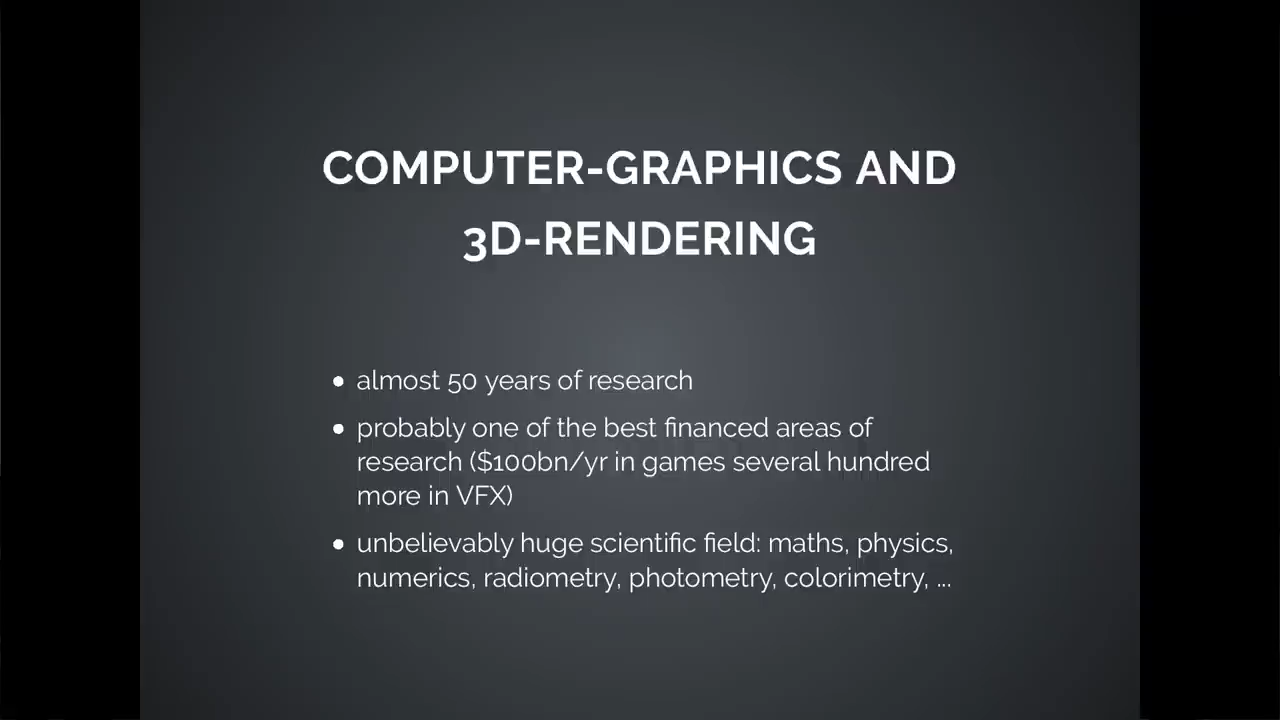 COMPUTER-GRAPHICS AND
3D-RENDERING
• almost 50 years of research
• probably one of the best financed areas of
research ($100bn/yr in games several hundred
more in VFX)
• unbelievably huge scientific field: maths, physics,
numerics, radiometry, photometry, colorimetry, ...